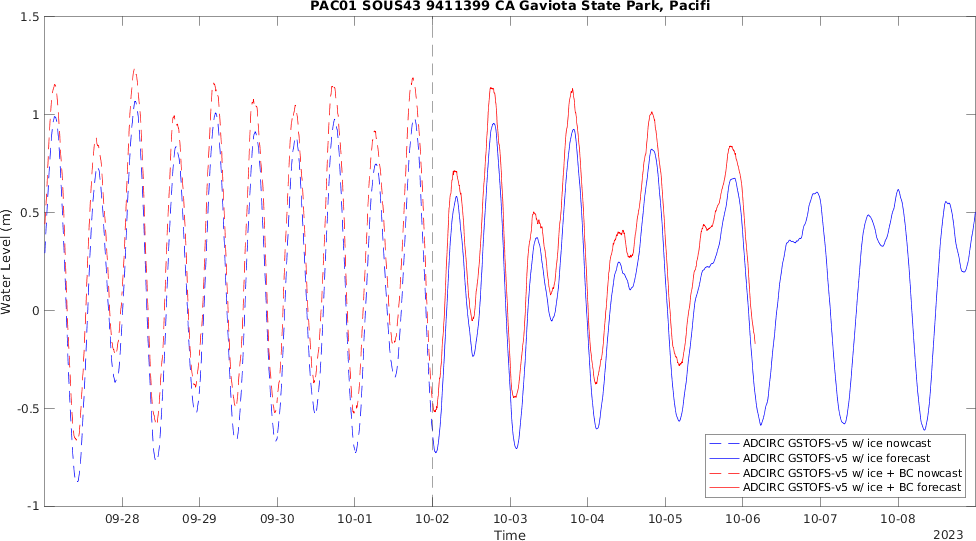 PAC01 SOUS43 9411399 CA Gaviota State Park, Pacifi
1.5
1
0.5
0
-0.5
-1
Water Level (m)
09-28 09-29 09-30 10-01 10-02 10-03 10-04 10-05 10-06 10-07 10-08
Time
2023
ADCIRC GSTOFS-v5 w/ ice nowcast
ADCIRC GSTOFS-v5 w/ ice forecast
ADCIRC GSTOFS-v5 w/ ice + BC nowcast
ADCIRC GSTOFS-v5 w/ ice + BC forecast